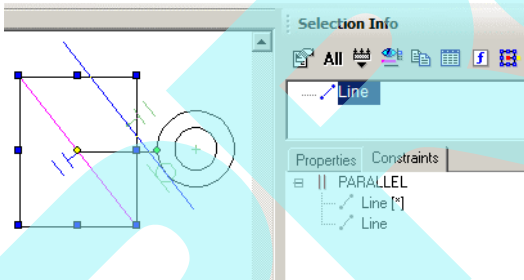 Selection Info
All
Line
Properties Constraints
PARALLEL
Line [*]
Line